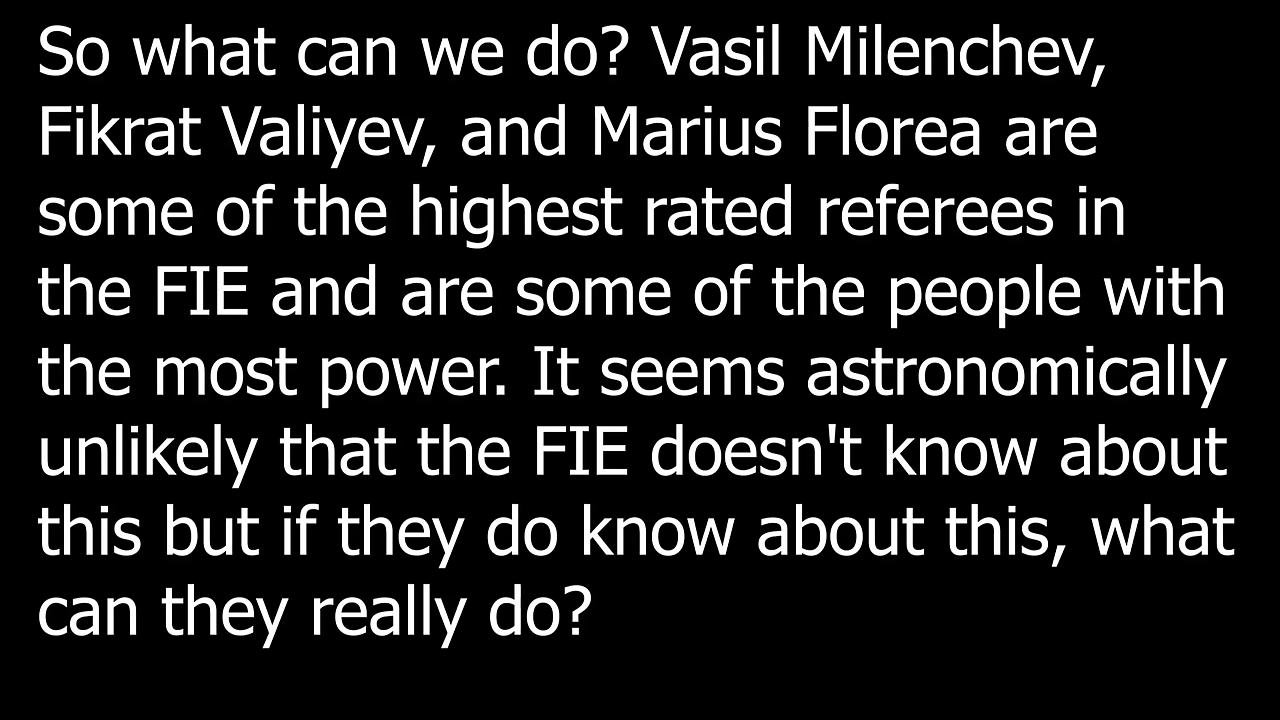 So what can we do? Vasil Milenchev,
Fikrat Valiyev, and Marius Florea are
some of the highest rated referees in
the FIE and are some of the people with
the most power. It seems astronomically
unlikely that the FIE doesn't know about
this but if they do know about this, what
can they really do?